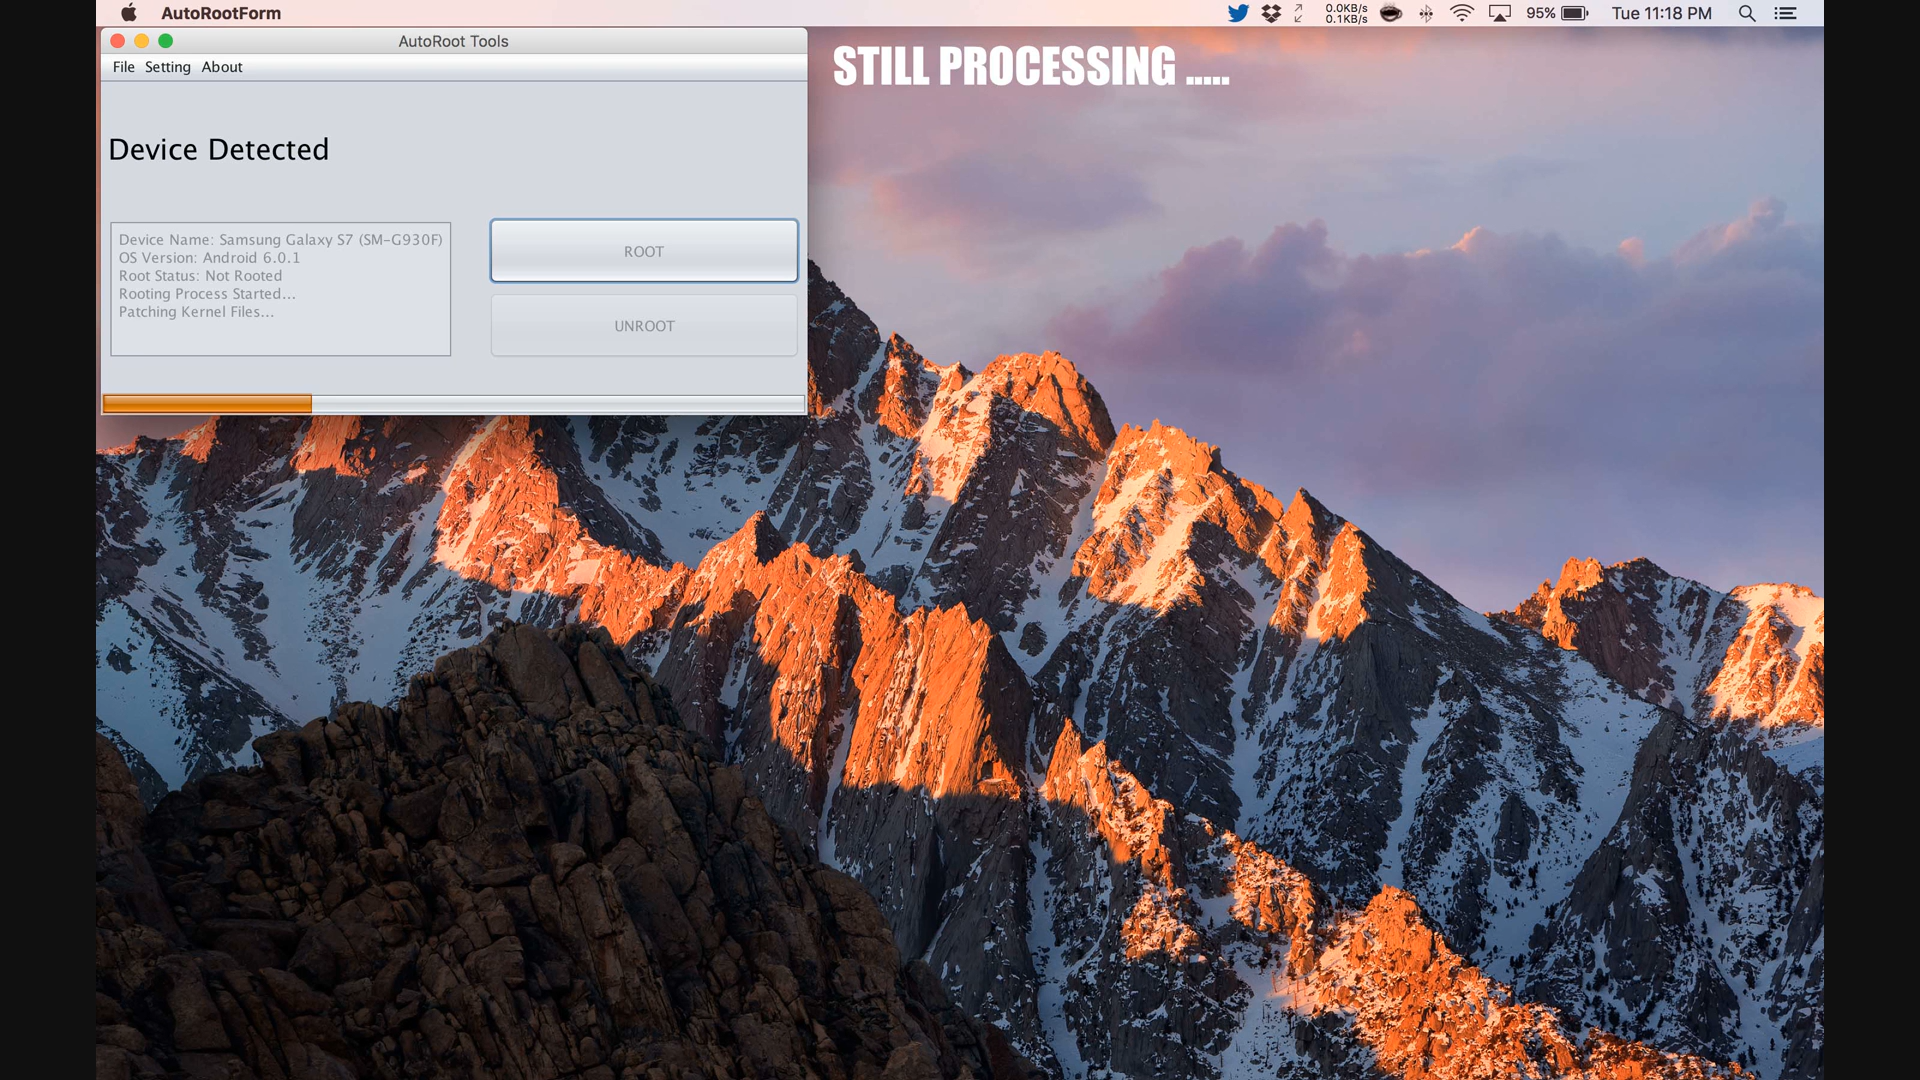 AutoRootForm
0.0KB/s
0.1KB/s
95%
Tue 11:18 PM
AutoRoot Tools
File Setting About
STILL PROCESSING .....
Device Detected
Device Name: Samsung Galaxy S7 (SM-G930F)
OS Version: Android 6.0.1
Root Status: Not Rooted
Rooting Process Started...
Patching Kernel Files...
ROOT
UNROOT